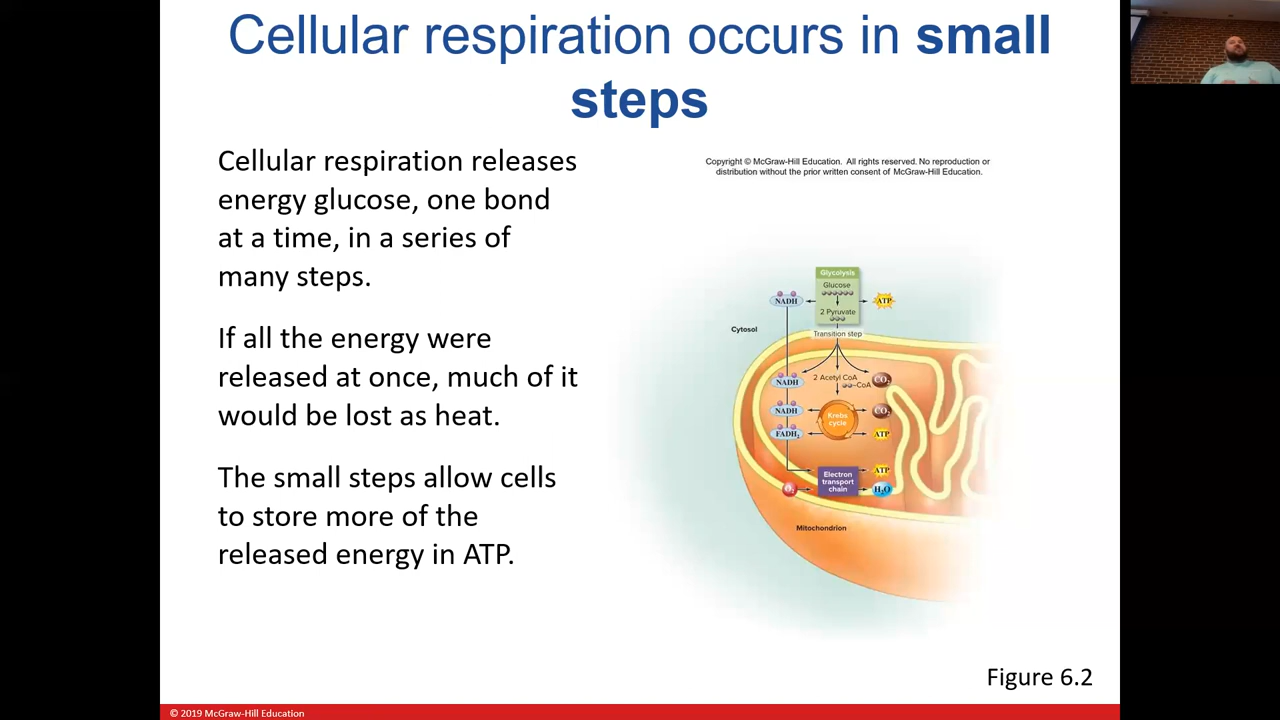 Cellular respiration occurs in small
steps
Cellular respiration releases
energy glucose, one bond
at a time, in a series of
many steps.
If all the energy were
released at once, much of it
would be lost as heat.
The small steps allow cells
to store more of the
released energy in ATP.
Copyright © McGraw-Hill Education. All rights reserved. No reproduction or
distribution without the prior written consent of McGraw-Hill Education.
Glycolysis
Glucose
NADH
ATP
2 Pyruvate
Cytosol
Transition step
NADH
2 Acetyl CoA
CoA
CO2
NADH
Krebs
cycle
CO2
FADH2
ATP
Electron
transport
chain
ATP
O2
H2O
Mitochondrion
Figure 6.2
© 2019 McGraw-Hill Education